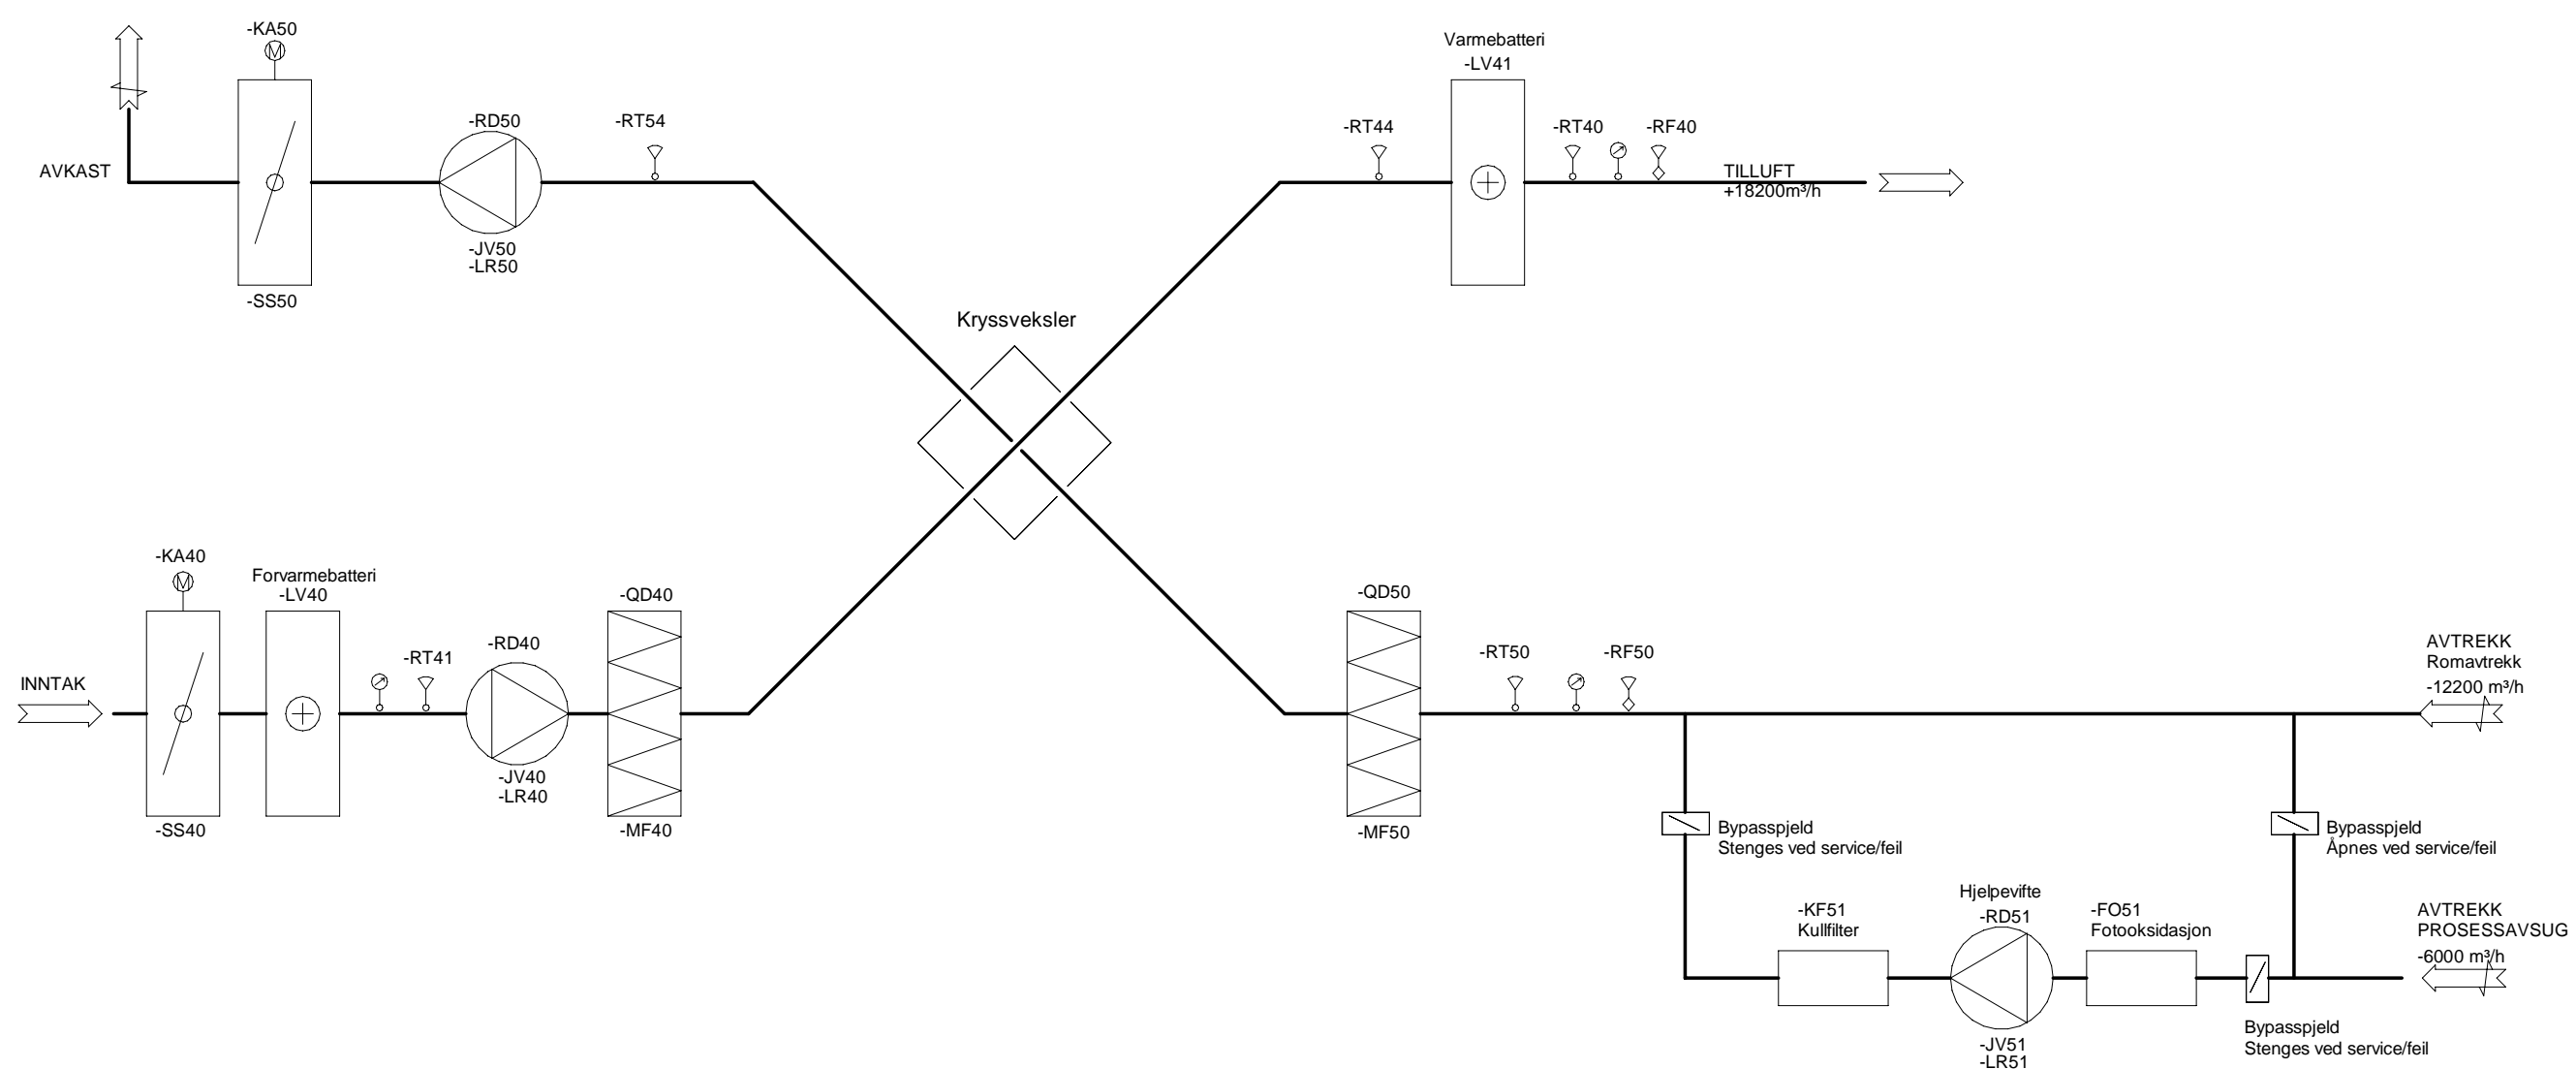 -KA50
AVKAST
-SS50
-RD50
-JV50
-LR50
-RT54
Kryssveksler
Varmebatteri
-LV41
-RT44
-RT40
-RF40
TILLUFT
+18200m³/h
INNTAK
-KA40
M
-SS40
Forvarmebatteri
-LV40
-RT41
-RD40
-JV40
-LR40
-QD40
-MF40
-QD50
-MF50
-RT50
-RF50
AVTREKK
Romavtrekk
-12200 m³/h
Bypasspjeld
Stenges ved service/feil
Bypasspjeld
Åpnes ved service/feil
-KF51
Kullfilter
Hjelpevifte
-RD51
-JV51
-LR51
-FO51
Fotooksidasjon
AVTREKK
PROSESSAVSUG
-6000 m³/h
Bypasspjeld
Stenges ved service/feil
M